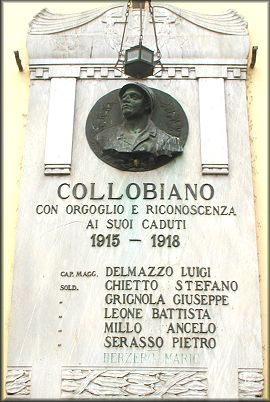 COLLOBIANO
CON ORGOGLIO E RICONOSCENZA
AI SUOI CADUTI
1915 — 1918
CAP. MAGG. DELMAZZO LUIGI
SOLD. CHIETTO STEFANO
" GRIGNOLA GIUSEPPE
" LEONE BATTISTA
" MILLO ANGELO
" SERASSO PIETRO
BERZERO MARIO